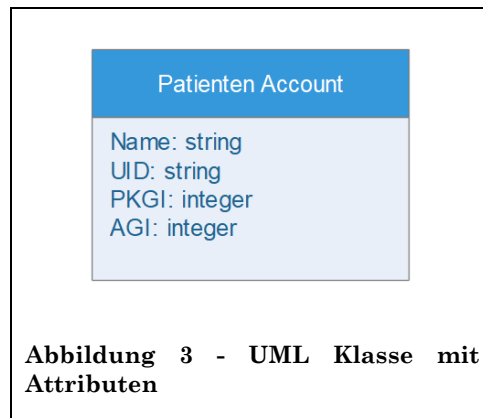 Patienten Account
Name: string
UID: string
PKGI: integer
AGI: integer
Abbildung 3 - UML Klasse mit
Attributen